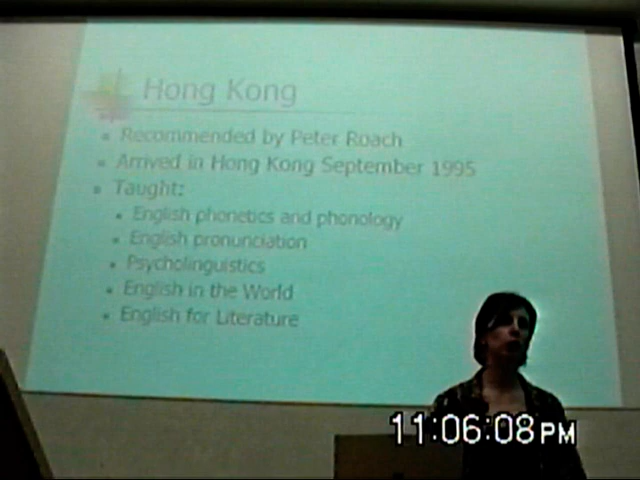 Hong Kong
Recommended by Peter Roach
Arrived in Hong Kong September 1995
Taught:
English phonetics and phonology
English pronunciation
Psycholinguistics
English in the World
English for Literature
11:06:08 PM